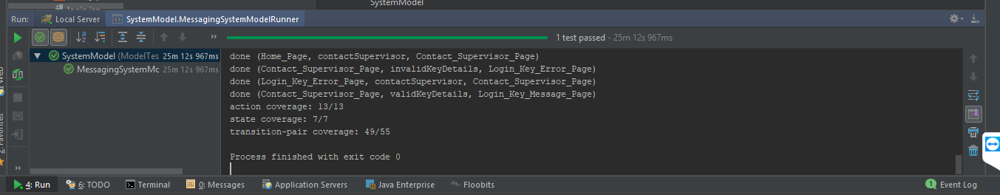 SystemModel
login.jsp
Run: Local Server SystemModel.MessagingSystemModelRunner
1 test passed - 25m 12s 967ms
SystemModel (ModelTes 25m 12s 967ms
MessagingSystemMc 25m 12s 967ms
done (Home_Page, contactSupervisor, Contact_Supervisor_Page)
done (Contact_Supervisor_Page, invalidKeyDetails, Login_Key_Error_Page)
done (Login_Key_Error_Page, contactSupervisor, Contact_Supervisor_Page)
done (Contact_Supervisor_Page, validKeyDetails, Login_Key_Message_Page)
action coverage: 13/13
state coverage: 7/7
transition-pair coverage: 49/55
Process finished with exit code 0
Web
2: Favorites
4: Run 6: TODO Terminal 0: Messages Application Servers Java Enterprise Floobits 1 Event Log